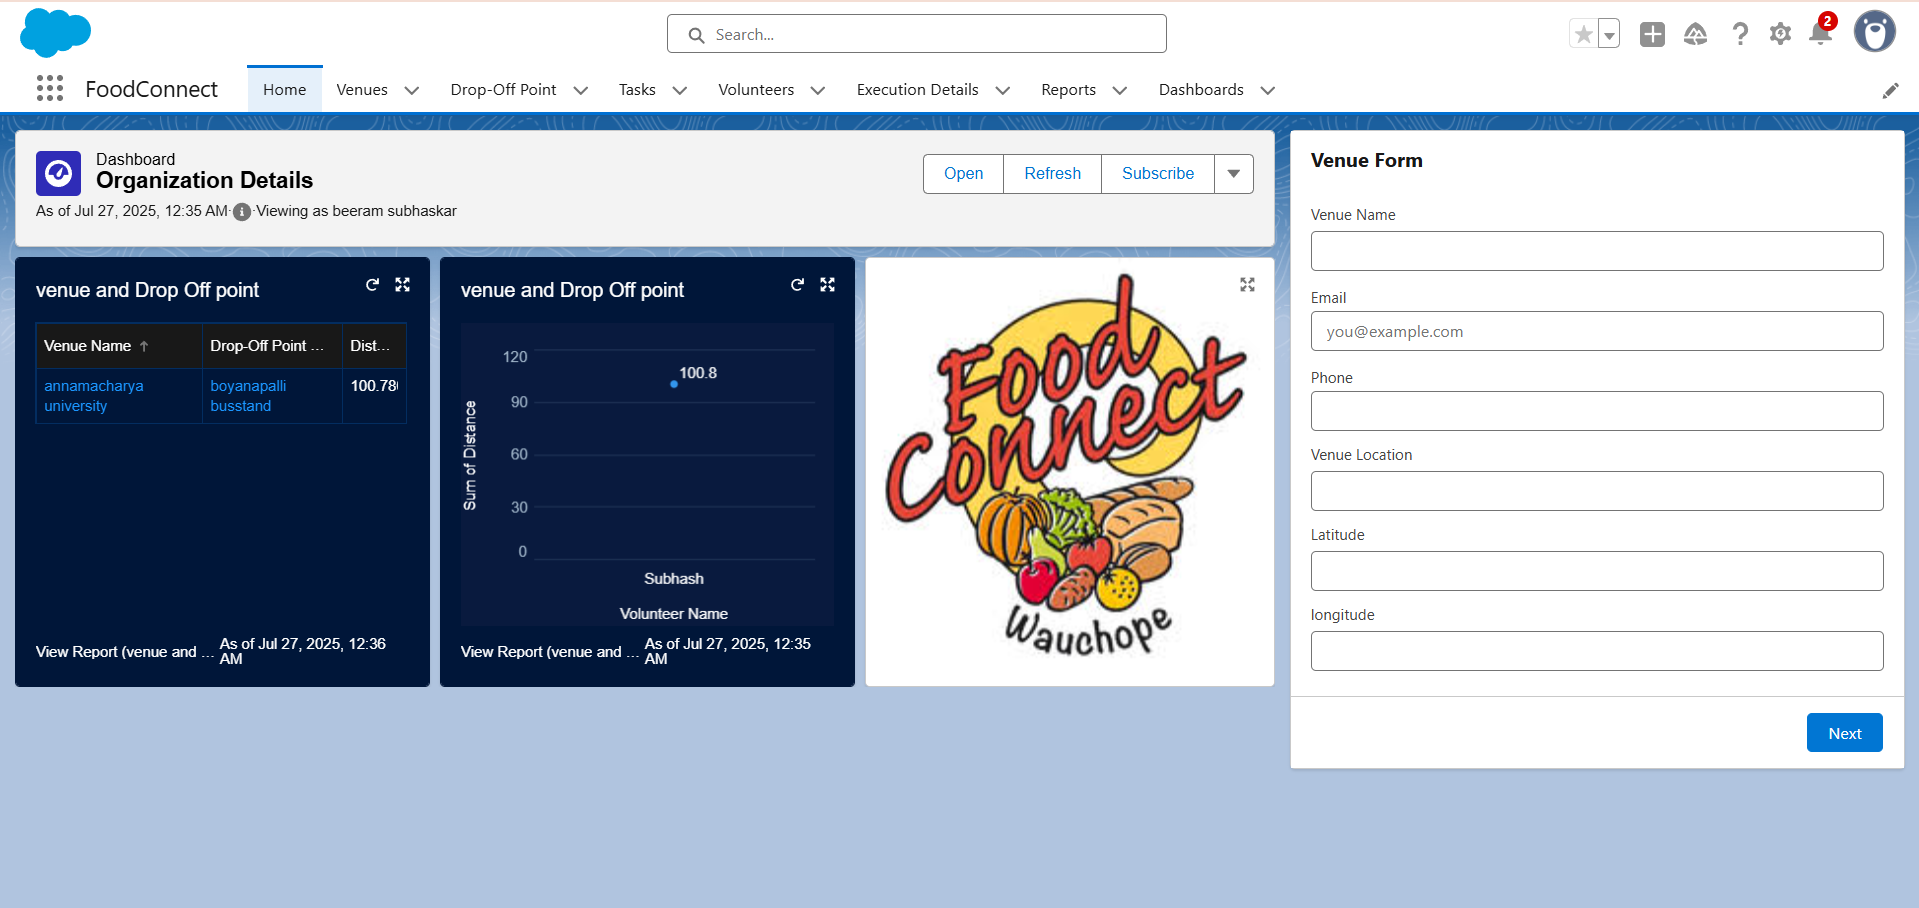 Search...
2
FoodConnect
Home
Venues
Drop-Off Point
Tasks
Volunteers
Execution Details
Reports
Dashboards
Dashboard
Organization Details
As of Jul 27, 2025, 12:35 AM·Viewing as beeram subhaskar
Open
Refresh
Subscribe
venue and Drop Off point
Venue Name ↑
Drop-Off Point ...
Dist...
annamacharya
university
boyanapalli
busstand
100.78
View Report (venue and ...
As of Jul 27, 2025, 12:36
AM
venue and Drop Off point
Sum of Distance
120
90
60
30
0
100.8
Subhash
Volunteer Name
View Report (venue and ...
As of Jul 27, 2025, 12:35
AM
Food
Connect
Wauchope
Venue Form
Venue Name
Email
you@example.com
Phone
Venue Location
Latitude
longitude
Next